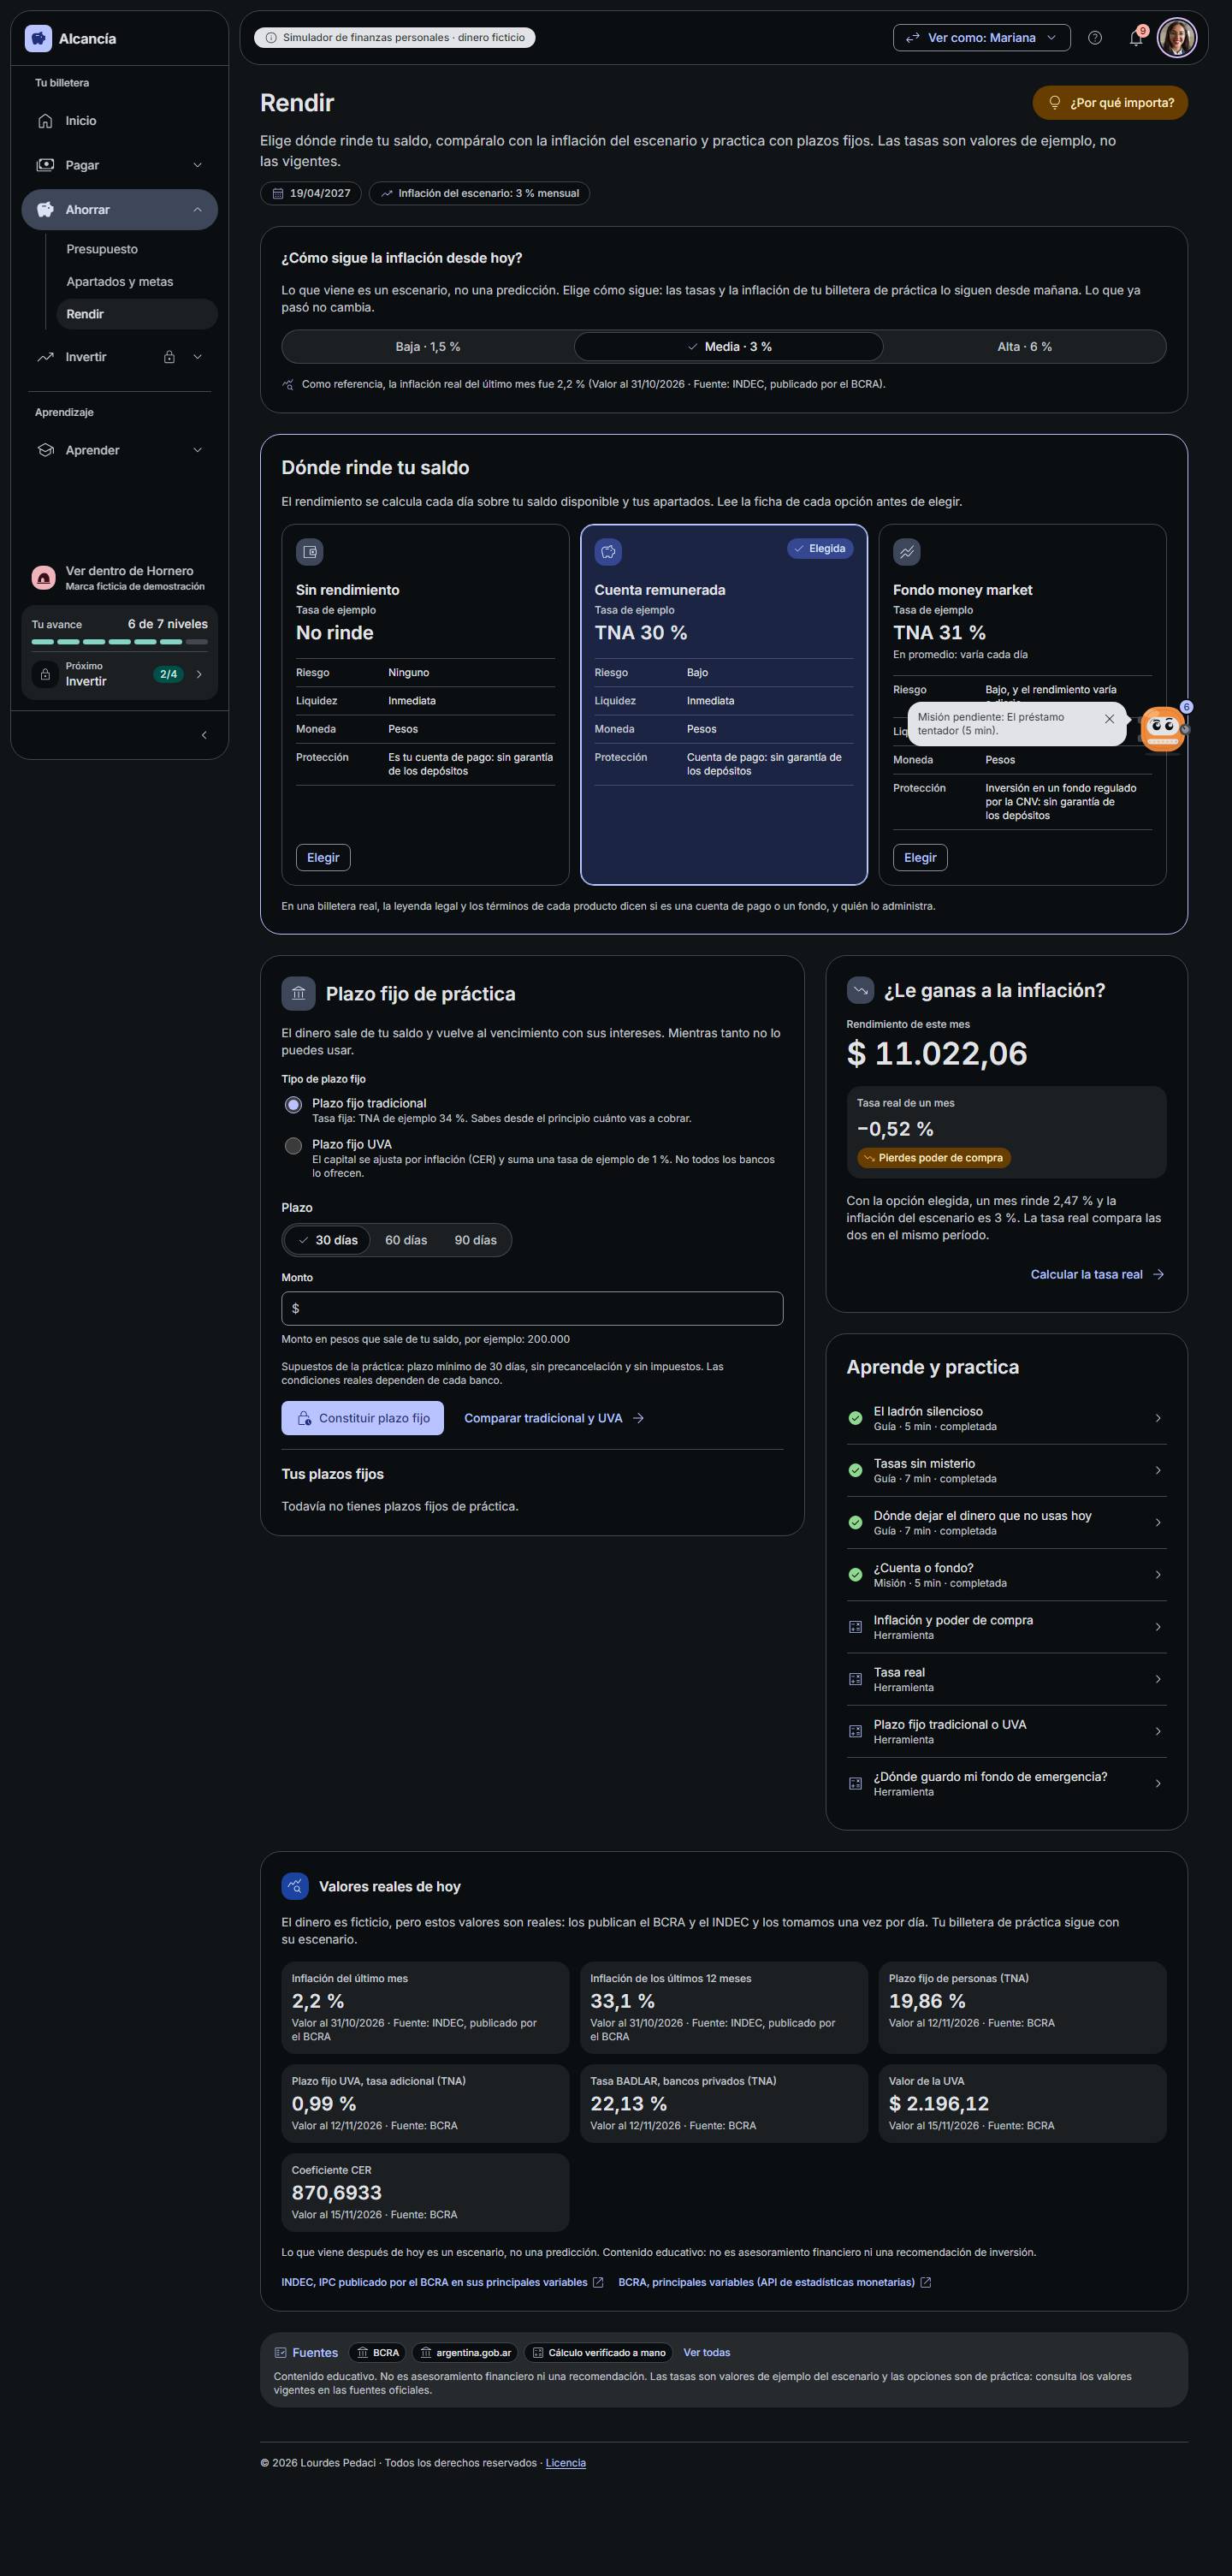 Alcancía
Tu billetera
Inicio
Pagar
Ahorrar
Presupuesto
Apartados y metas
Rendir
Invertir
Aprendizaje
Aprender
Ver dentro de Hornero
Marca ficticia de demostración
Tu avance
6 de 7 niveles
Próximo
Invertir
2/4
Simulador de finanzas personales · dinero ficticio
Ver como: Mariana
9
Rendir
¿Por qué importa?
Elige dónde rinde tu saldo, compáralo con la inflación del escenario y practica con plazos fijos. Las tasas son valores de ejemplo, no
las vigentes.
19/04/2027
Inflación del escenario: 3 % mensual
¿Cómo sigue la inflación desde hoy?
Lo que viene es un escenario, no una predicción. Elige cómo sigue: las tasas y la inflación de tu billetera de práctica lo siguen desde mañana. Lo que ya
pasó no cambia.
Baja · 1,5 %
Media · 3 %
Alta · 6 %
Como referencia, la inflación real del último mes fue 2,2 % (Valor al 31/10/2026 · Fuente: INDEC, publicado por el BCRA).
Dónde rinde tu saldo
El rendimiento se calcula cada día sobre tu saldo disponible y tus apartados. Lee la ficha de cada opción antes de elegir.
Sin rendimiento
Tasa de ejemplo
No rinde
Riesgo
Ninguno
Liquidez
Inmediata
Moneda
Pesos
Protección
Es tu cuenta de pago: sin garantía
de los depósitos
Elegir
Elegida
Cuenta remunerada
Tasa de ejemplo
TNA 30 %
Riesgo
Bajo
Liquidez
Inmediata
Moneda
Pesos
Protección
Cuenta de pago: sin garantía de
los depósitos
Fondo money market
Tasa de ejemplo
TNA 31 %
En promedio: varía cada día
Riesgo
Bajo, y el rendimiento varía
Misión pendiente: El préstamo
tentador (5 min).
6
Moneda
Pesos
Protección
Inversión en un fondo regulado
por la CNV: sin garantía de
los depósitos
Elegir
En una billetera real, la leyenda legal y los términos de cada producto dicen si es una cuenta de pago o un fondo, y quién lo administra.
Plazo fijo de práctica
El dinero sale de tu saldo y vuelve al vencimiento con sus intereses. Mientras tanto no lo
puedes usar.
Tipo de plazo fijo
Plazo fijo tradicional
Tasa fija: TNA de ejemplo 34 %. Sabes desde el principio cuánto vas a cobrar.
Plazo fijo UVA
El capital se ajusta por inflación (CER) y suma una tasa de ejemplo de 1 %. No todos los bancos
lo ofrecen.
Plazo
30 días
60 días
90 días
Monto
$
Monto en pesos que sale de tu saldo, por ejemplo: 200.000
Supuestos de la práctica: plazo mínimo de 30 días, sin precancelación y sin impuestos. Las
condiciones reales dependen de cada banco.
Constituir plazo fijo
Comparar tradicional y UVA
Tus plazos fijos
Todavía no tienes plazos fijos de práctica.
¿Le ganas a la inflación?
Rendimiento de este mes
$ 11.022,06
Tasa real de un mes
−0,52 %
Pierdes poder de compra
Con la opción elegida, un mes rinde 2,47 % y la
inflación del escenario es 3 %. La tasa real compara las
dos en el mismo período.
Calcular la tasa real
Aprende y practica
El ladrón silencioso
Guía · 5 min · completada
Tasas sin misterio
Guía · 7 min · completada
Dónde dejar el dinero que no usas hoy
Guía · 7 min · completada
¿Cuenta o fondo?
Misión · 5 min · completada
Inflación y poder de compra
Herramienta
Tasa real
Herramienta
Plazo fijo tradicional o UVA
Herramienta
¿Dónde guardo mi fondo de emergencia?
Herramienta
Valores reales de hoy
El dinero es ficticio, pero estos valores son reales: los publican el BCRA y el INDEC y los tomamos una vez por día. Tu billetera de práctica sigue con
su escenario.
Inflación del último mes
2,2 %
Valor al 31/10/2026 · Fuente: INDEC, publicado por
el BCRA
Inflación de los últimos 12 meses
33,1 %
Valor al 31/10/2026 · Fuente: INDEC, publicado por
el BCRA
Plazo fijo de personas (TNA)
19,86 %
Valor al 12/11/2026 · Fuente: BCRA
Plazo fijo UVA, tasa adicional (TNA)
0,99 %
Valor al 12/11/2026 · Fuente: BCRA
Tasa BADLAR, bancos privados (TNA)
22,13 %
Valor al 12/11/2026 · Fuente: BCRA
Valor de la UVA
$ 2.196,12
Valor al 15/11/2026 · Fuente: BCRA
Coeficiente CER
870,6933
Valor al 15/11/2026 · Fuente: BCRA
Lo que viene después de hoy es un escenario, no una predicción. Contenido educativo: no es asesoramiento financiero ni una recomendación de inversión.
INDEC, IPC publicado por el BCRA en sus principales variables
BCRA, principales variables (API de estadísticas monetarias)
Fuentes
BCRA
argentina.gob.ar
Cálculo verificado a mano
Ver todas
Contenido educativo. No es asesoramiento financiero ni una recomendación. Las tasas son valores de ejemplo del escenario y las opciones son de práctica: consulta los valores
vigentes en las fuentes oficiales.
© 2026 Lourdes Pedaci · Todos los derechos reservados · Licencia